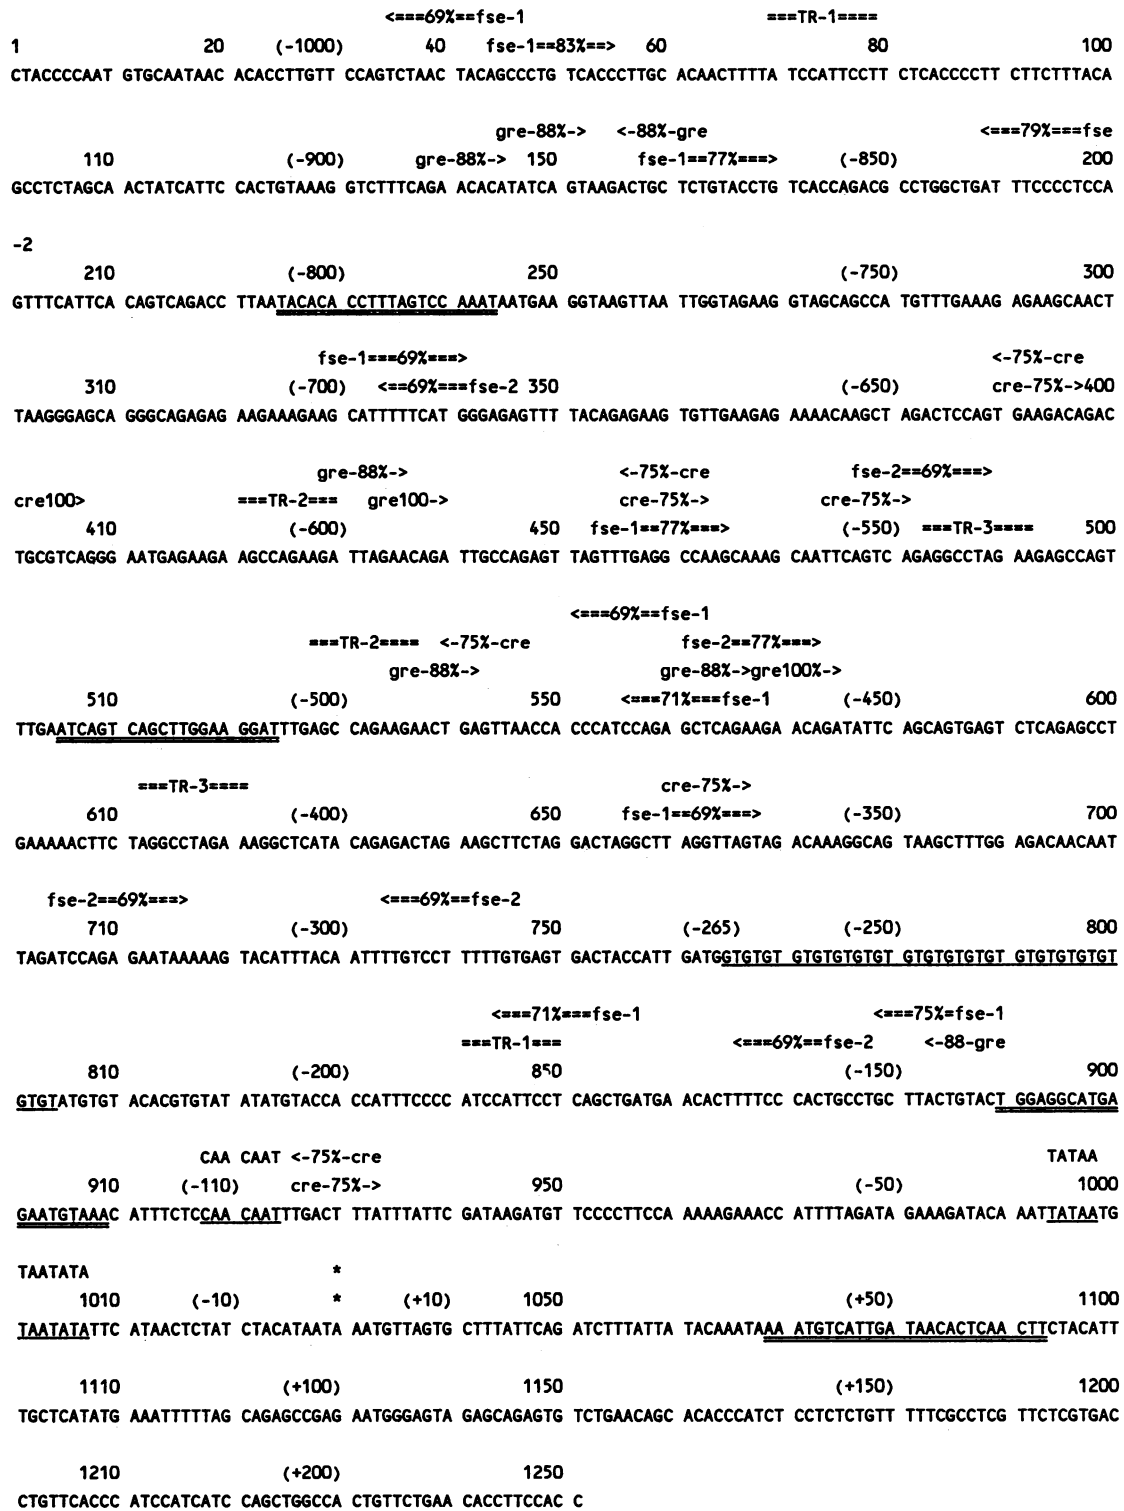 <===69%==fse-1 ===TR-1====
1 20 (-1000) 40 fse-1==83%==> 60 80 100
CTACCCCAAT GTGCAATAAC ACACCTTGTT CCAGTCTAAC TACAGCCCTG TCACCCTTGC ACAACTTTTA TCCATTCCTT CTCACCCCTT CTTCTTTACA
gre-88%-> <-88%-gre <===79%===fse
110 (-900) gre-88%-> 150 fse-1==77%===> (-850) 200
GCCTCTAGCA ACTATCATTC CACTGTAAAG GTCTTTCAGA ACACATATCA GTAAGACTGC TCTGTACCTG TCACCAGACG CCTGGCTGAT TTCCCCTCCA
-2
210 (-800) 250 (-750) 300
GTTTCATTCA CAGTCAGACC TTAATACACA CCTTTAGTCC AAATAATGAA GGTAAGTTAA TTGGTAGAAG GTAGCAGCCA TGTTTGAAAG AGAAGCAACT
fse-1===69%===> <-75%-cre
310 (-700) <==69%===fse-2 350 (-650) cre-75%->400
TAAGGGAGCA GGGCAGAGAG AAGAAAGAAG CATTTTTCAT GGGAGAGTTT TACAGAGAAG TGTTGAAGAG AAAACAAGCT AGACTCCAGT GAAGACAGAC
gre-88%-> <-75%-cre fse-2==69%===>
cre100> ===TR-2=== gre100-> cre-75%-> cre-75%->
410 (-600) 450 fse-1==77%===> (-550) ===TR-3==== 500
TGCGTCAGGG AATGAGAAGA AGCCAGAAGA TTAGAACAGA TTGCCAGAGT TAGTTTGAGG CCAAGCAAAG CAATTCAGTC AGAGGCCTAG AAGAGCCAGT
<===69%==fse-1
===TR-2==== <-75%-cre fse-2==77%===>
gre-88%-> gre-88%->gre100%->
510 (-500) 550 <===71%===fse-1 (-450) 600
TTGAATCAGT CAGCTTGGAA GGATTTGAGC CAGAAGAACT GAGTTAACCA CCCATCCAGA GCTCAGAAGA ACAGATATTC AGCAGTGAGT CTCAGAGCCT
===TR-3==== cre-75%->
610 (-400) 650 fse-1==69%===> (-350) 700
GAAAAACTTC TAGGCCTAGA AAGGCTCATA CAGAGACTAG AAGCTTCTAG GACTAGGCTT AGGTTAGTAG ACAAAGGCAG TAAGCTTTGG AGACAACAAT
fse-2==69%===> <===69%==fse-2
710 (-300) 750 (-265) (-250) 800
TAGATCCAGA GAATAAAAAG TACATTTACA ATTTTGTCCT TTTTGTGAGT GACTACCATT GATGGTGTGT GTGTGTGTGT GTGTGTGTGT GTGTGTGTGT
<===71%===fse-1 <===75%=fse-1
===TR-1=== <===69%==fse-2 <-88-gre
810 (-200) 850 (-150) 900
GTGTATGTGT ACACGTGTAT ATATGTACCA CCATTTCCCC ATCCATTCCT CAGCTGATGA ACACTTTTCC CACTGCCTGC TTACTGTACT GGAGGCATGA
CAA CAAT <-75%-cre TATAA
910 (-110) cre-75%-> 950 (-50) 1000
GAATGTAAAC ATTTCTCCAA CAATTTGACT TTATTTATTC GATAAGATGT TCCCCTTCCA AAAAGAAACC ATTTTAGATA GAAAGATACA AATTATAATG
TAATATA *
1010 (-10) * (+10) 1050 (+50) 1100
TAATATATTC ATAACTCTAT CTACATAATA AATGTTAGTG CTTTATTCAG ATCTTTATTA TACAAATAAA ATGTCATTGA TAACACTCAA CTTCTACATT
1110 (+100) 1150 (+150) 1200
TGCTCATATG AAATTTTTAG CAGAGCCGAG AATGGGAGTA GAGCAGAGTG TCTGAACAGC ACACCCATCT CCTCTCTGTT TTTCGCCTCG TTCTCGTGAC
1210 (+200) 1250
CTGTTCACCC ATCCATCATC CAGCTGGCCA CTGTTCTGAA CACCTTCCAC C